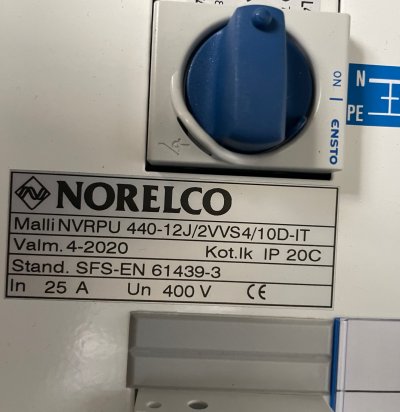 ON
ENSTO
N
PE
NORELCO
Malli NVRPU 440-12J/2VVS4/10D-IT
Valm. 4-2020 Kot.lk IP 20C
Stand. SFS-EN 61439-3
In 25 A Un 400 V CE